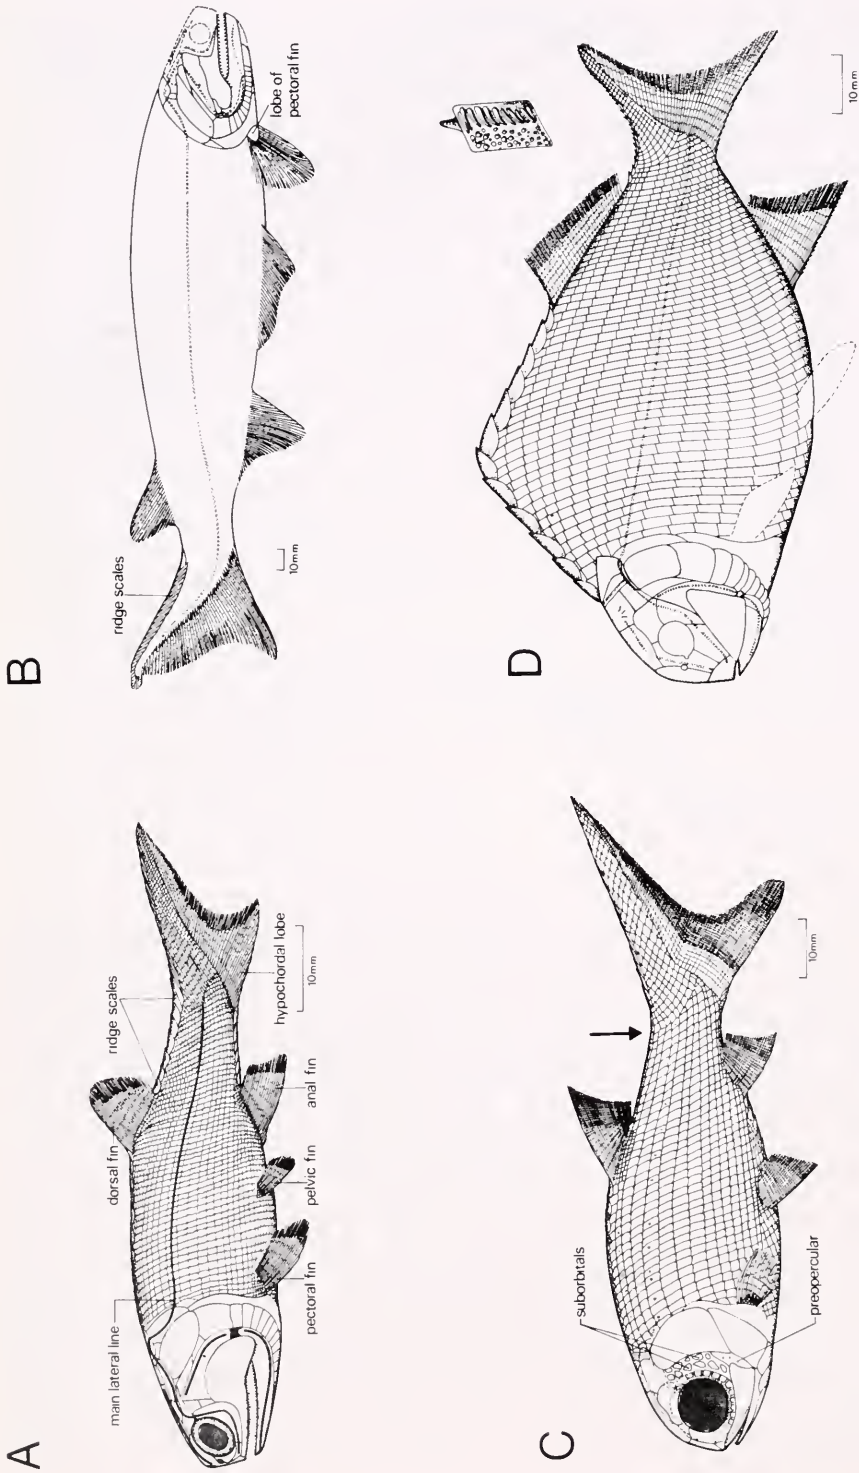 A
main lateral line
dorsal fin
ridge scales
pectoral fin
pelvic fin
anal fin
hypochordal lobe
10mm
B
ridge scales
lobe of
pectoral fin
10mm
C
suborbitals
preopercular
10mm
D
10mm